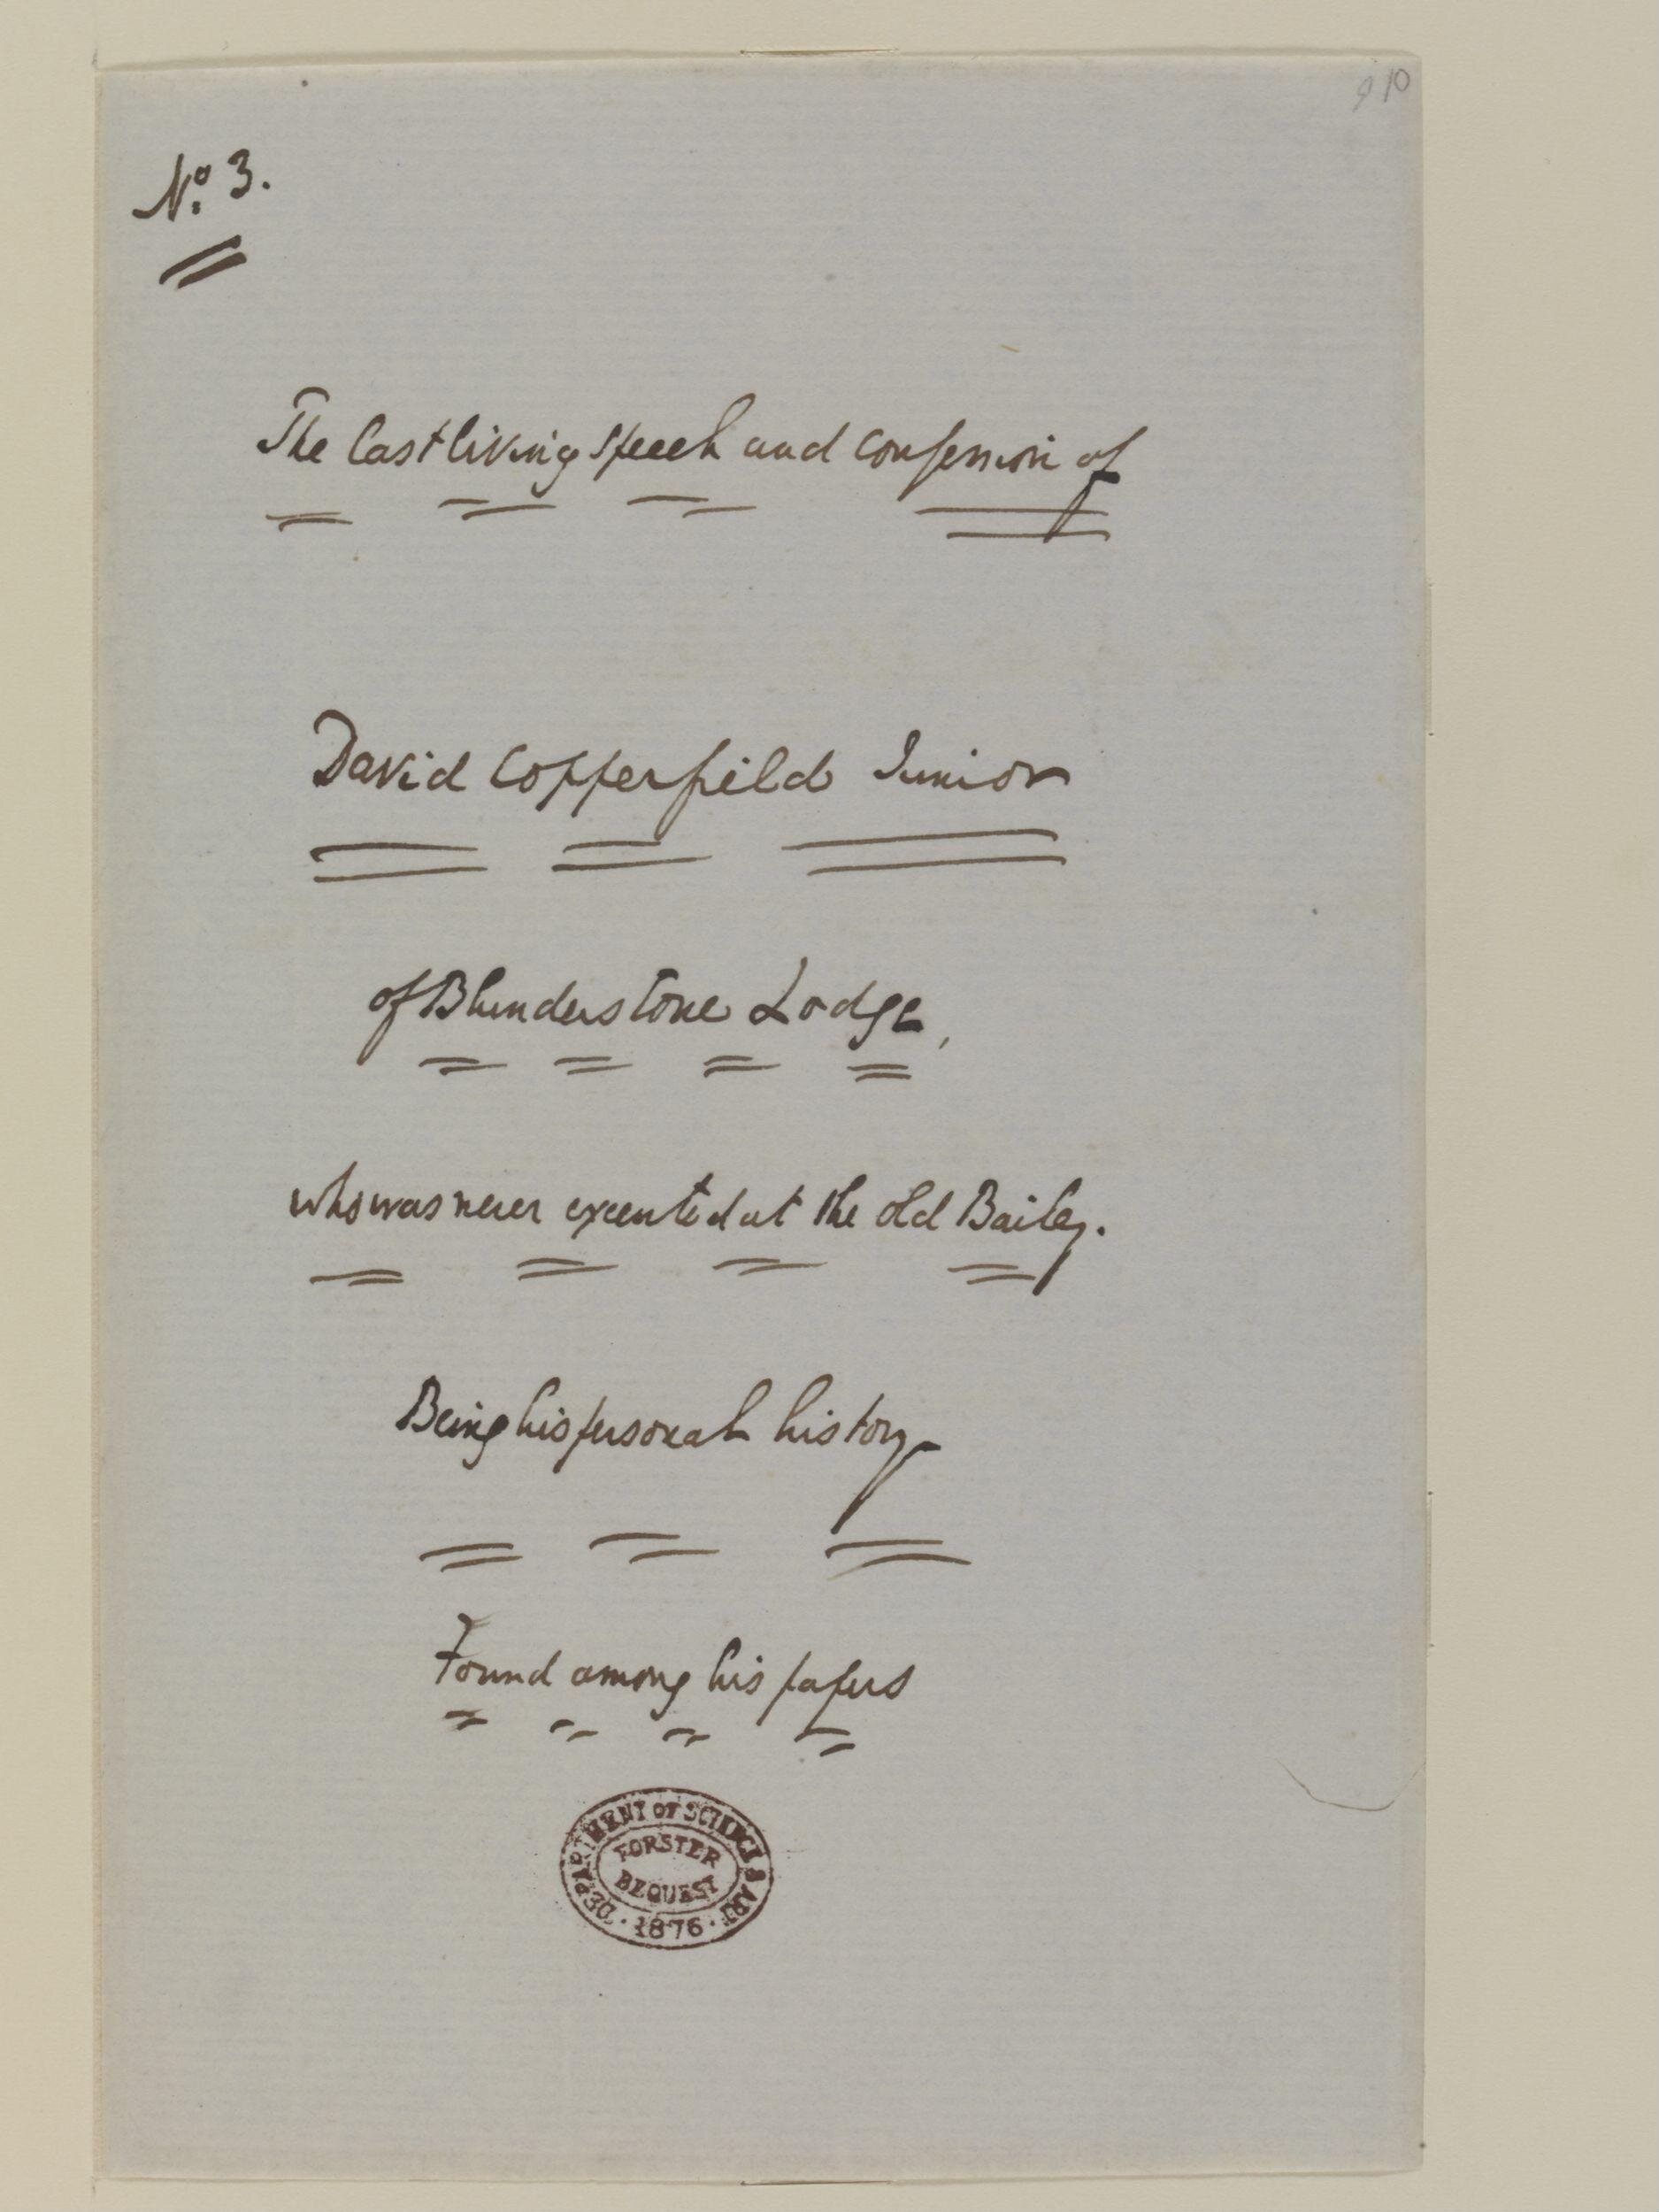 9 10
No. 3.
The last living speech and confession of
David Copperfield Junior
of Blunderstone Lodge,
who was never executed at the Old Bailey.
Being his personal history
Found among his papers
DEPARTMENT OF SCIENCE & ART
FORSTER
BEQUEST
1876